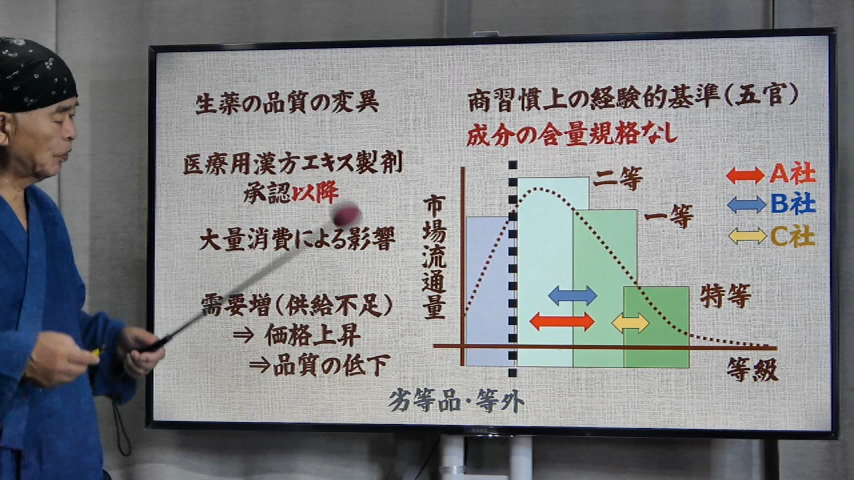 生薬の品質の変異
医療用漢方エキス製剤
承認以降
大量消費による影響
需要増(供給不足)
⇒ 価格上昇
⇒品質の低下
商習慣上の経験的基準(五官)
成分の含量規格なし
市場流通量
二等
一等
特等
A社
B社
C社
等級
劣等品・等外